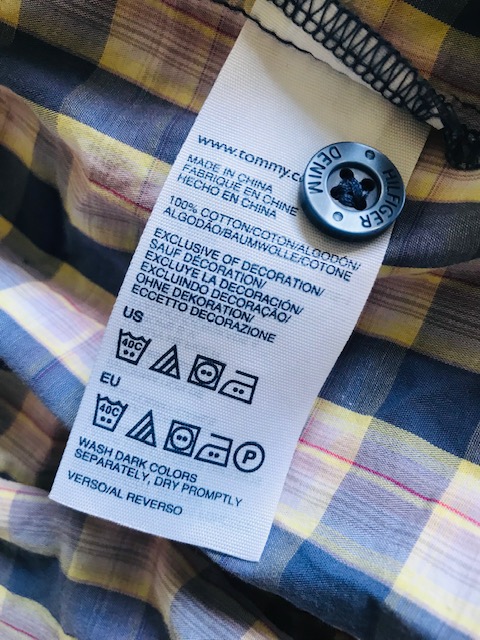 www.tommy.c
MADE IN CHINA
FABRIQUE EN CHINE
HECHO EN CHINA
100% COTTON/COTON/ALGODÓN/
ALGODÃO/BAUMWOLLE/COTONE
EXCLUSIVE OF DECORATION/
SAUF DÉCORATION/
EXCLUYE LA DECORACIÓN/
EXCLUINDO DECORAÇÃO/
OHNE DEKORATION/
ECCETTO DECORAZIONE
US
40C
EU
40C
P
WASH DARK COLORS
SEPARATELY, DRY PROMPTLY
VERSO/AL REVERSO
HILFIGER
DENIM